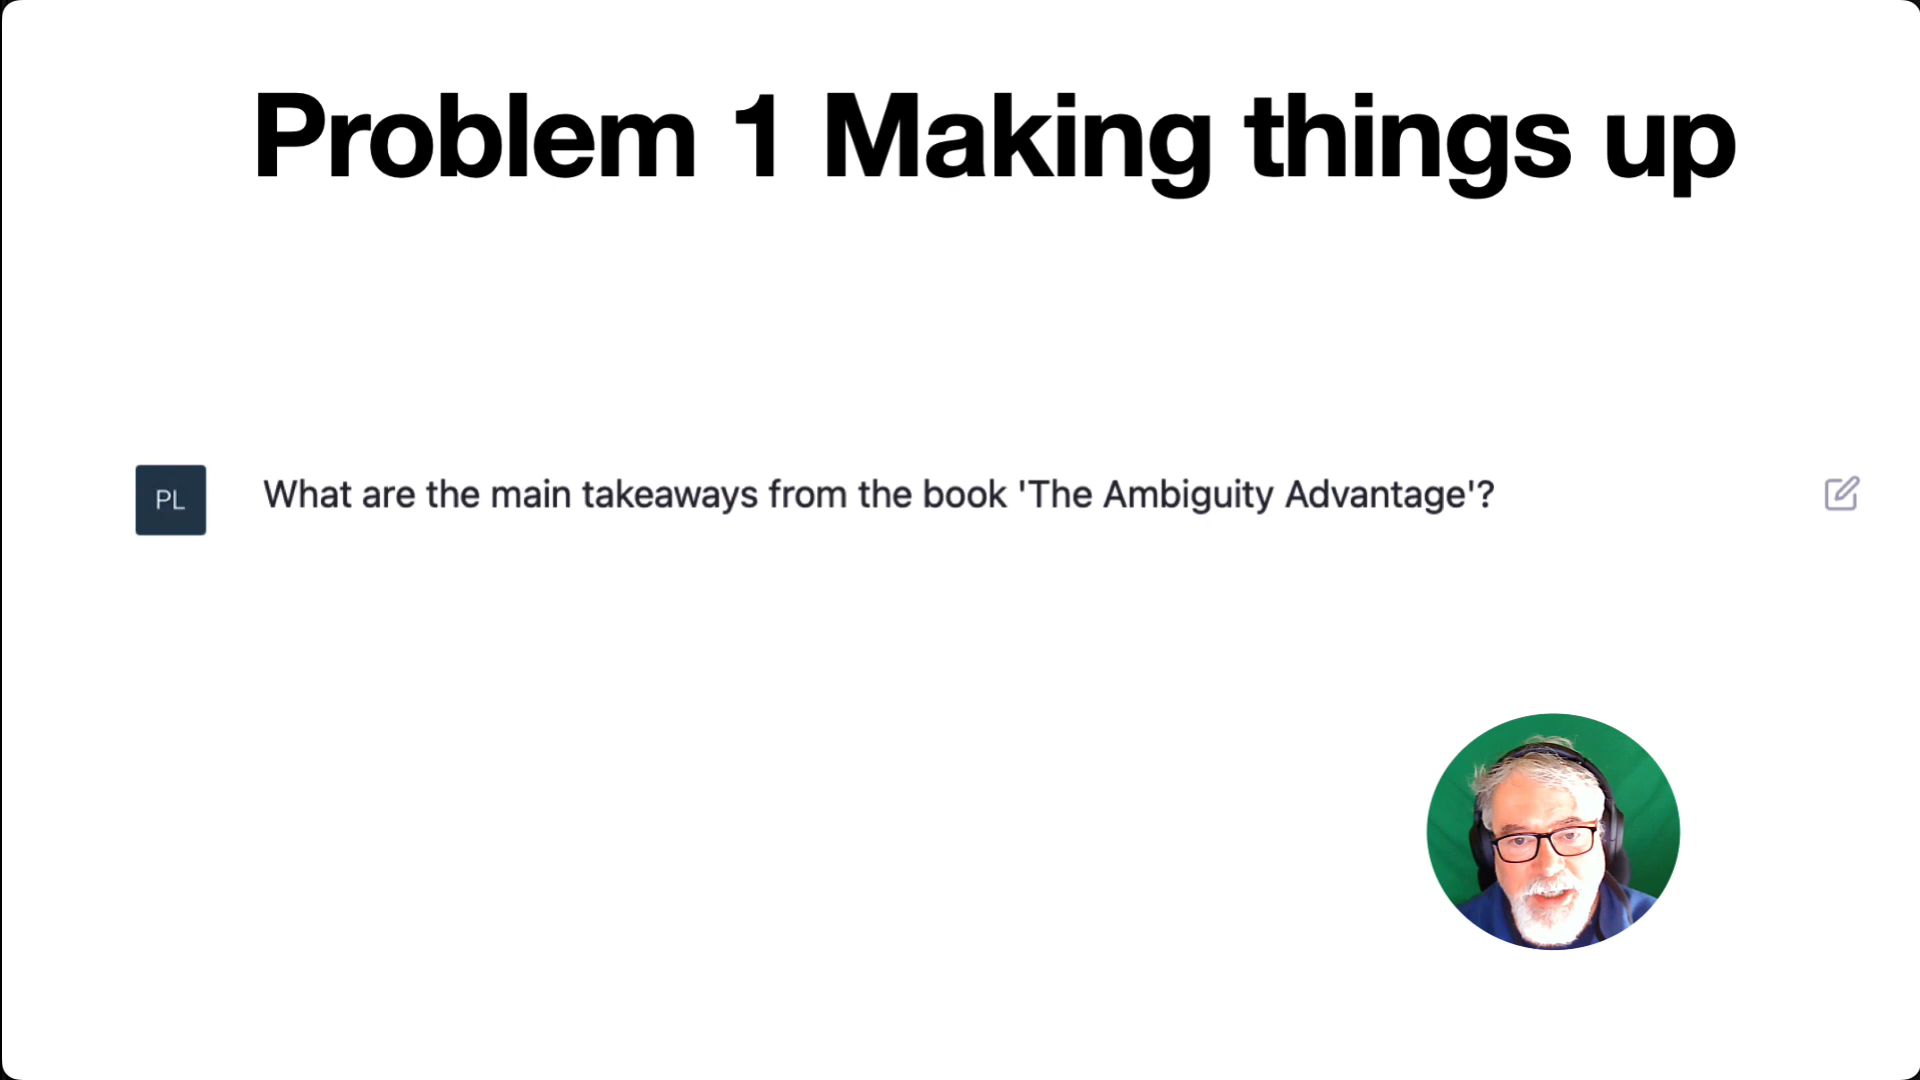 Problem 1 Making things up
PL
What are the main takeaways from the book 'The Ambiguity Advantage'?